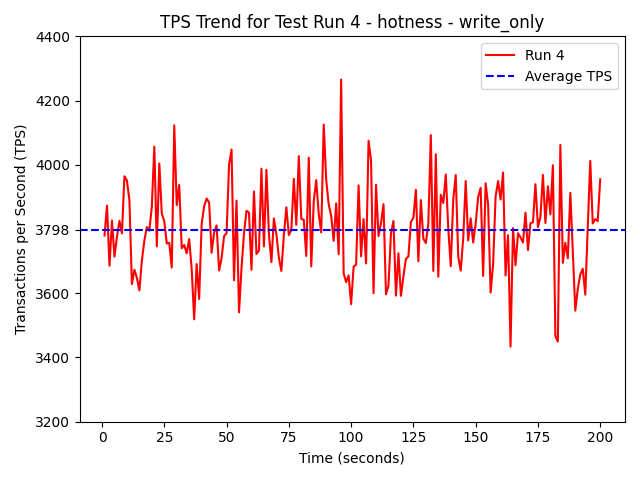 TPS Trend for Test Run 4 - hotness - write_only
Run 4
Average TPS
Transactions per Second (TPS)
4400
4200
4000
3798
3600
3400
3200
0 25 50 75 100 125 150 175 200
Time (seconds)